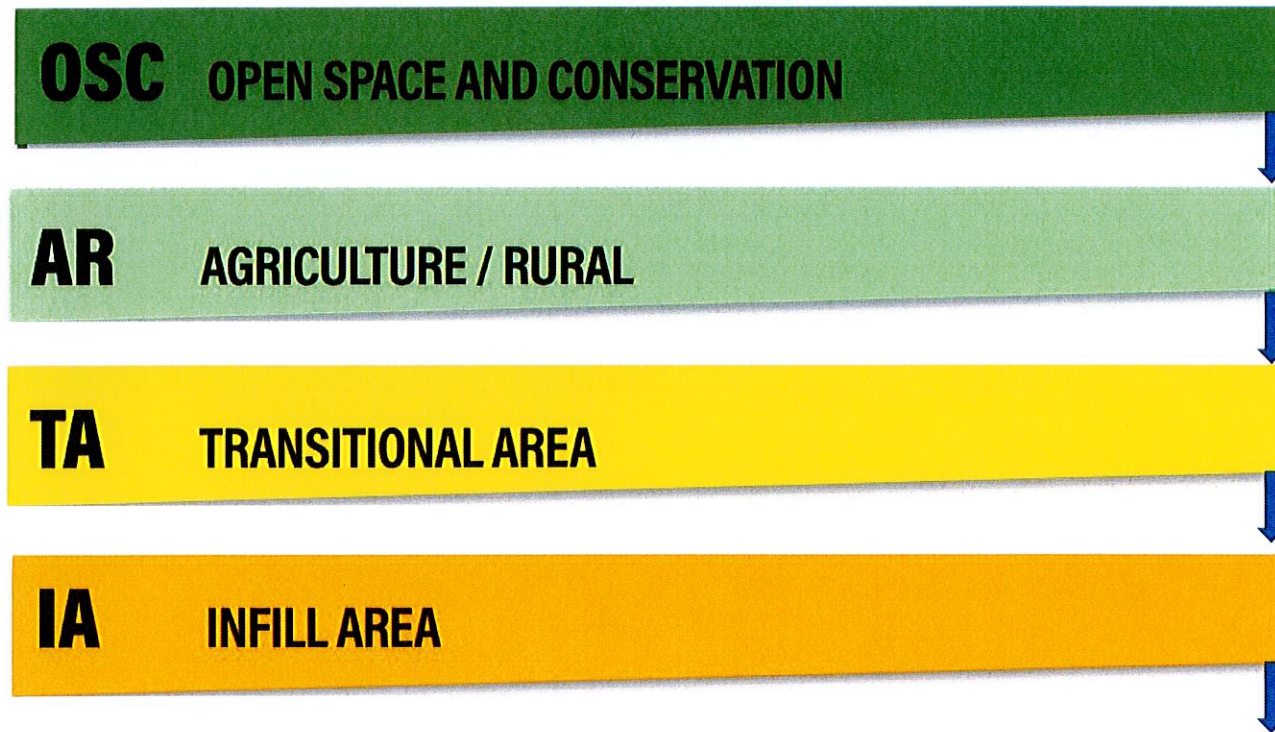 OSC OPEN SPACE AND CONSERVATION
AR AGRICULTURE / RURAL
TA TRANSITIONAL AREA
IA INFILL AREA